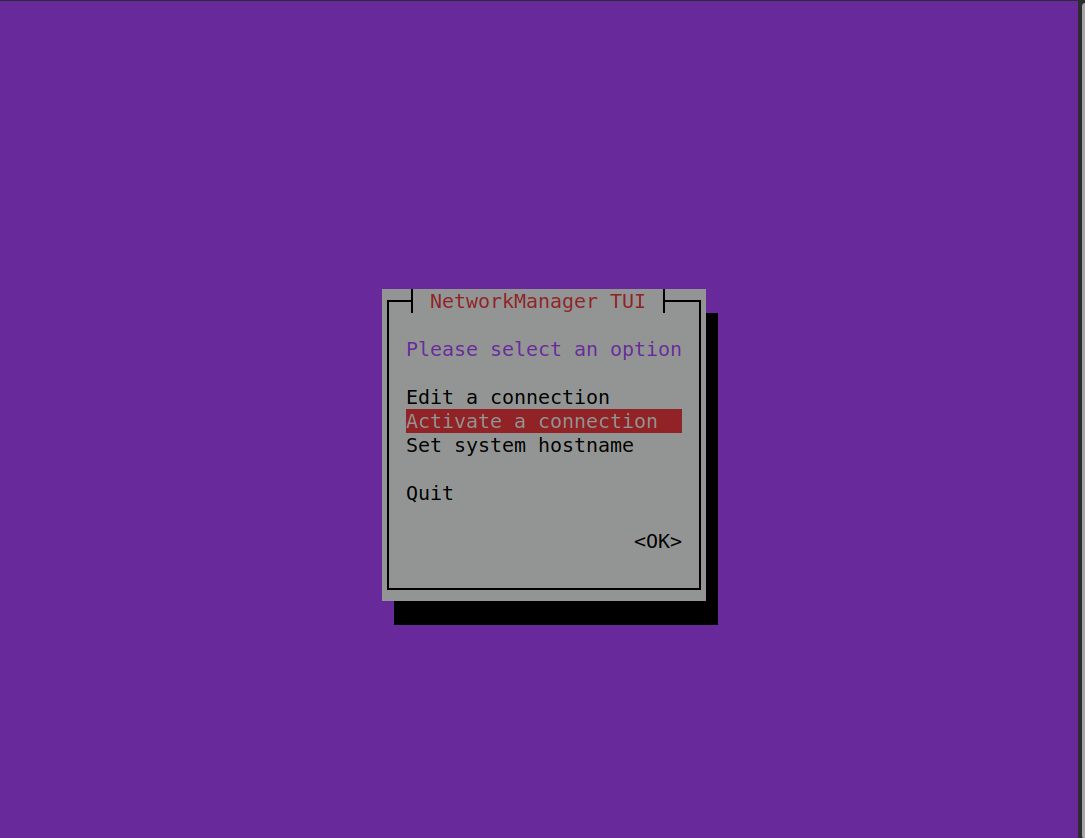 NetworkManager TUI
Please select an option
Edit a connection
Activate a connection
Set system hostname
Quit
<OK>